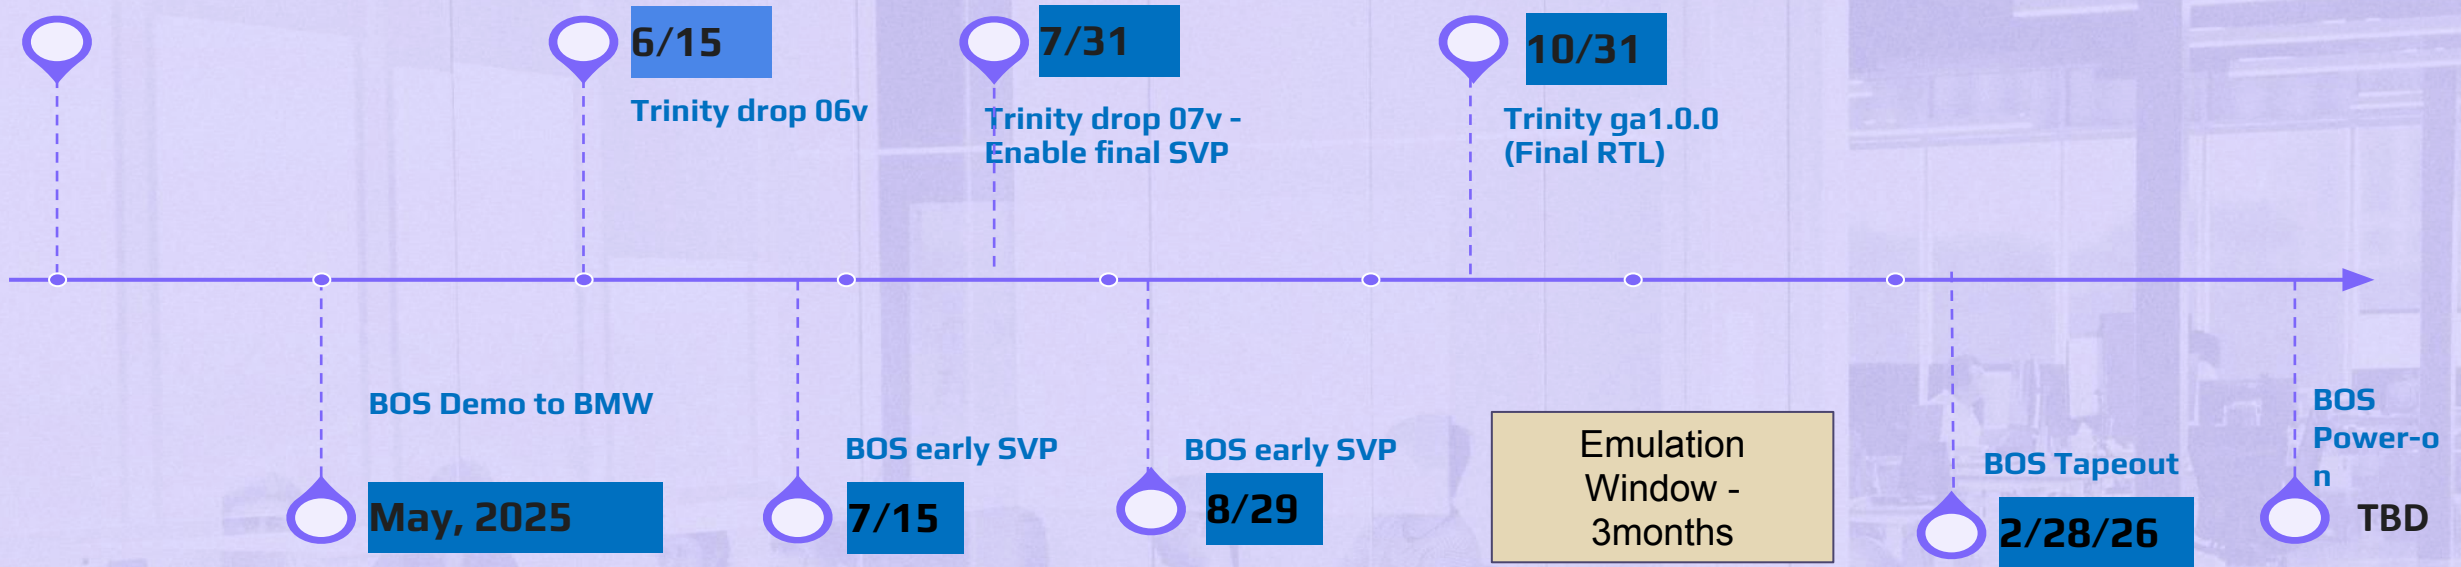 6/15
Trinity drop 06v
7/31
Trinity drop 07v -
Enable final SVP
10/31
Trinity ga1.0.0
(Final RTL)
BOS Demo to BMW
May, 2025
BOS early SVP
7/15
BOS early SVP
8/29
Emulation
Window -
3months
BOS Tapeout
2/28/26
BOS
Power-o
n
TBD